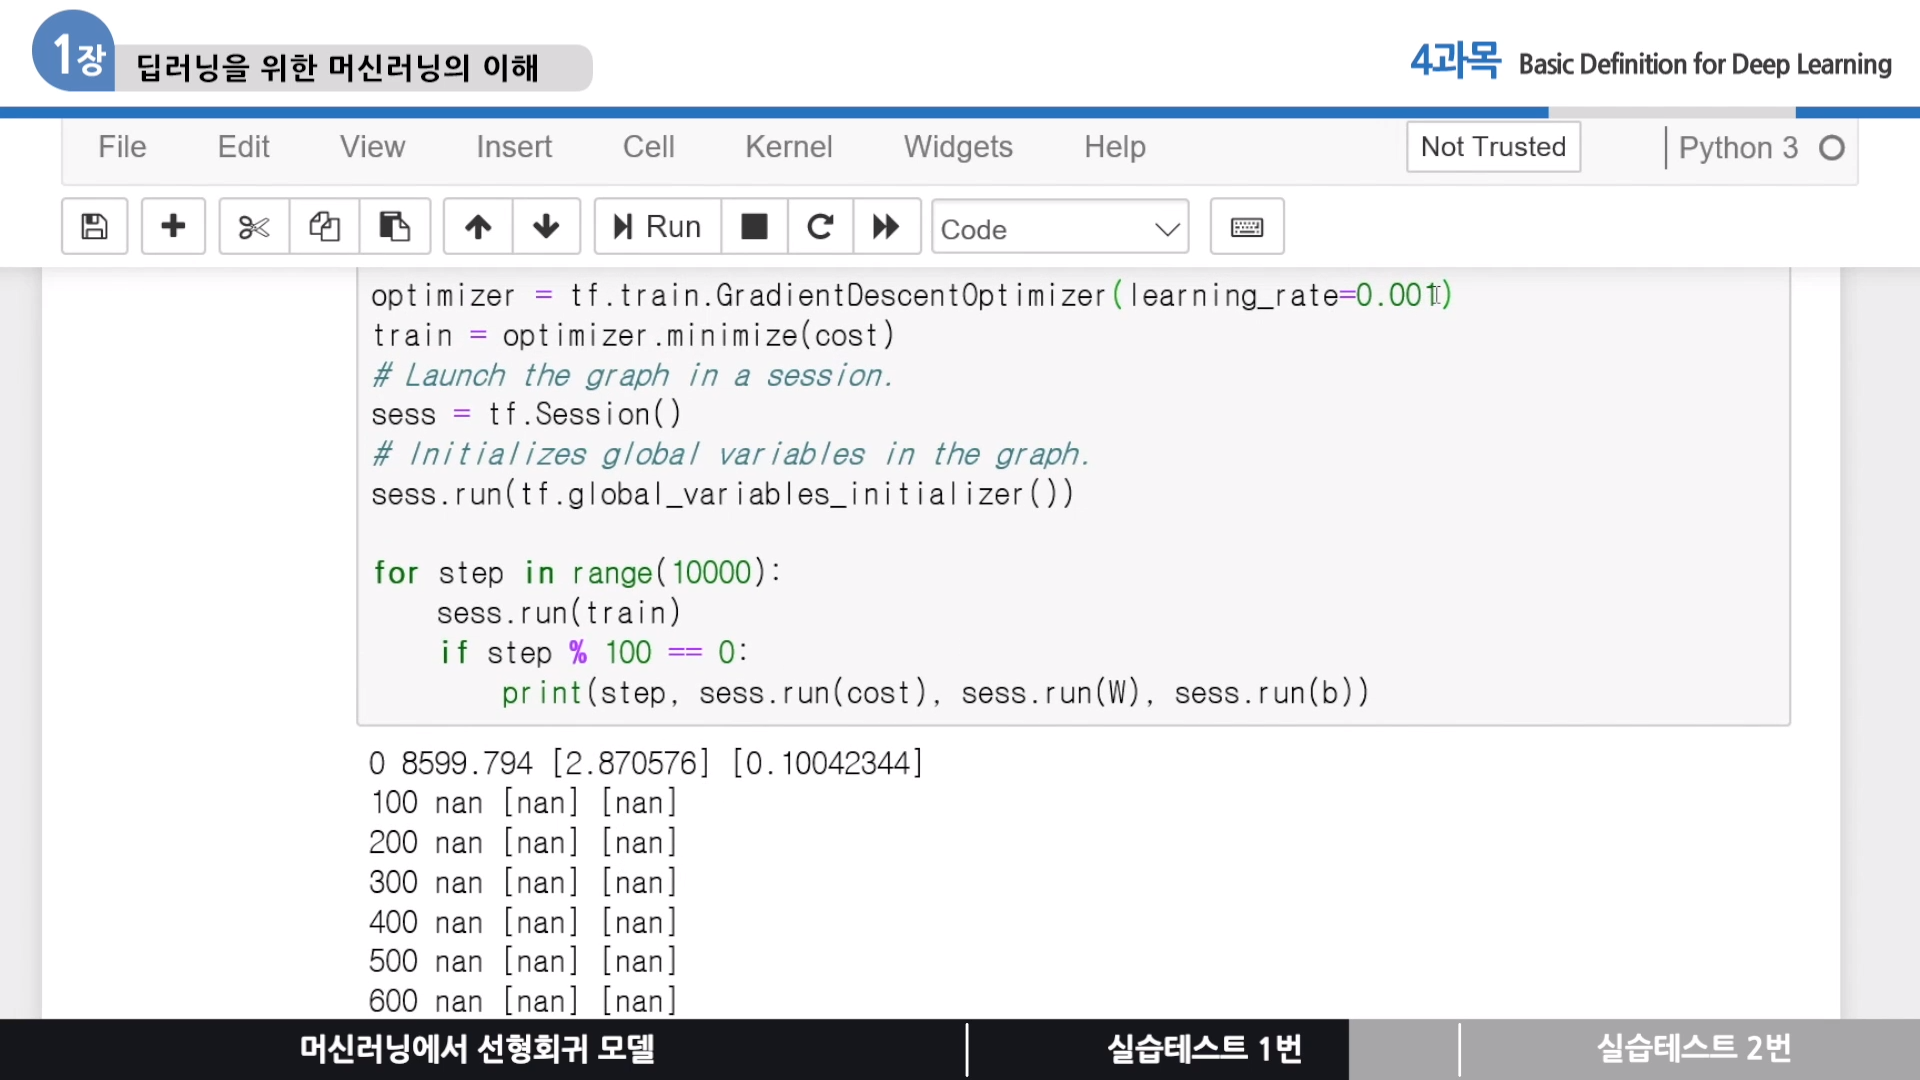 1장 딥러닝을 위한 머신러닝의 이해
4과목 Basic Definition for Deep Learning
File Edit View Insert Cell Kernel Widgets Help Not Trusted Python 3
Run Code
optimizer = tf.train.GradientDescentOptimizer(learning_rate=0.001)
train = optimizer.minimize(cost)
# Launch the graph in a session.
sess = tf.Session()
# Initializes global variables in the graph.
sess.run(tf.global_variables_initializer())
for step in range(10000):
    sess.run(train)
    if step % 100 == 0:
        print(step, sess.run(cost), sess.run(W), sess.run(b))
0 8599.794 [2.870576] [0.10042344]
100 nan [nan] [nan]
200 nan [nan] [nan]
300 nan [nan] [nan]
400 nan [nan] [nan]
500 nan [nan] [nan]
600 nan [nan] [nan]
머신러닝에서 선형회귀 모델 실습테스트 1번 실습테스트 2번